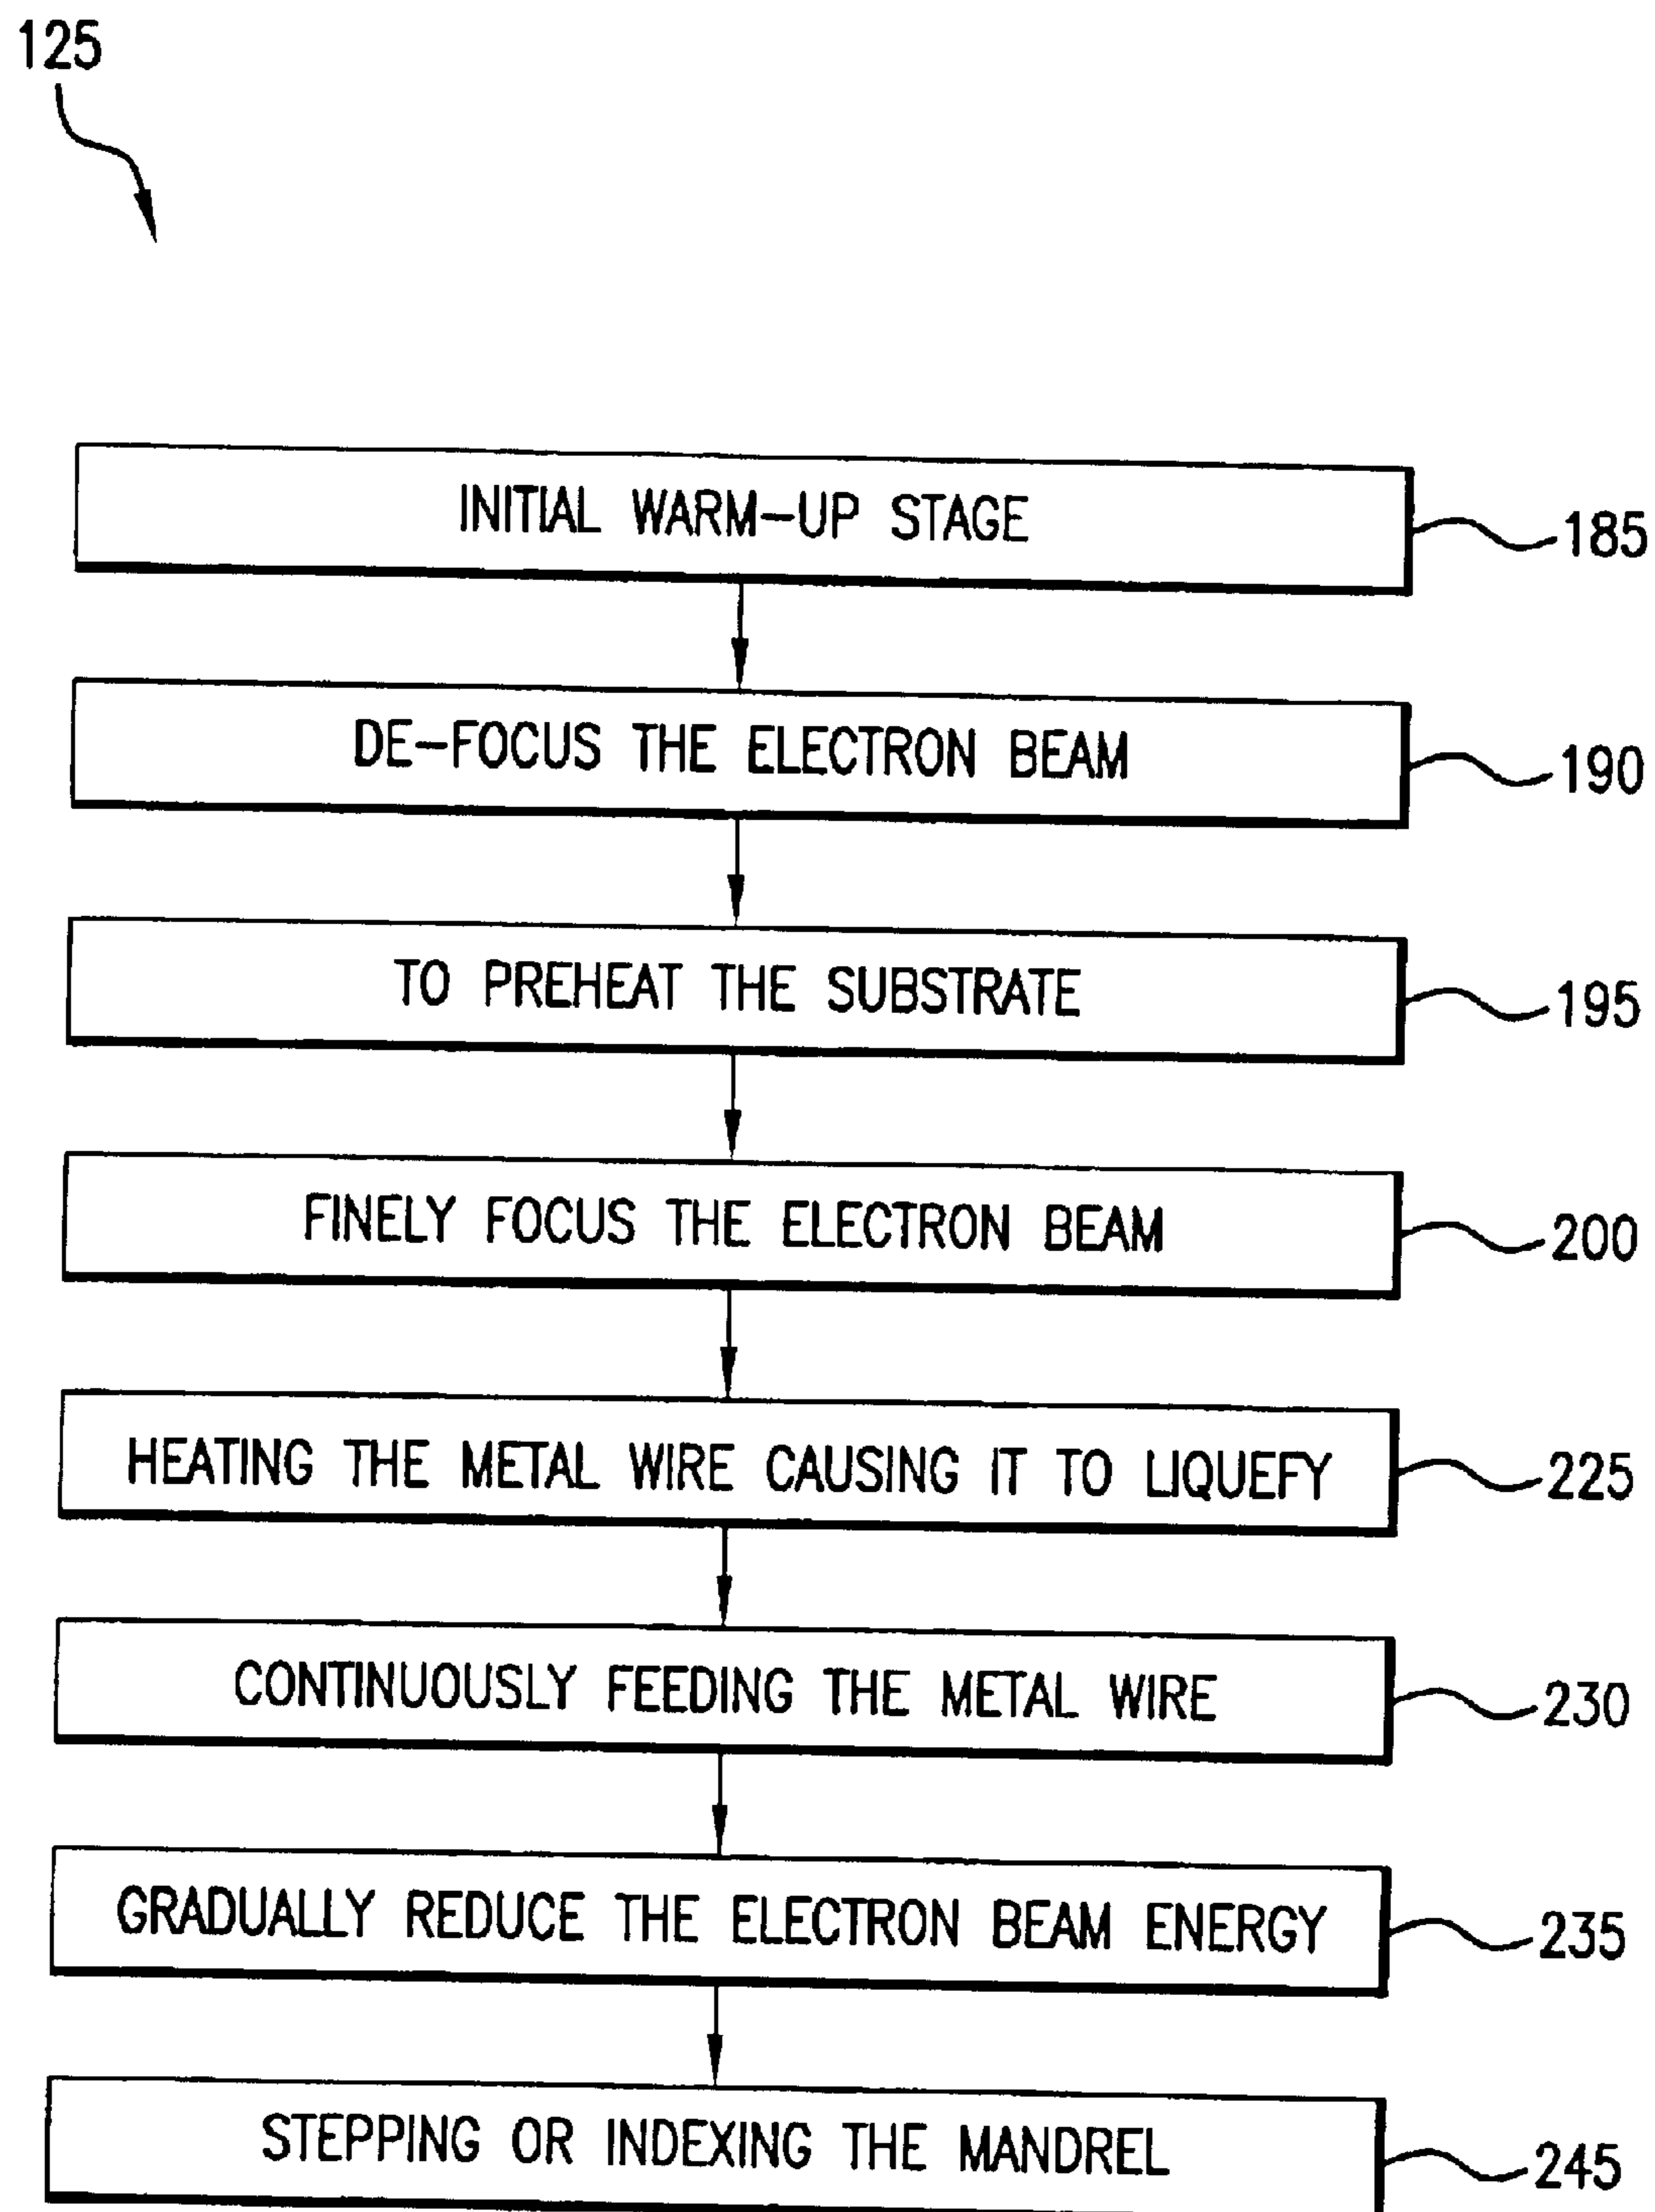 125
INITIAL WARM-UP STAGE
185
DE-FOCUS THE ELECTRON BEAM
190
TO PREHEAT THE SUBSTRATE
195
FINELY FOCUS THE ELECTRON BEAM
200
HEATING THE METAL WIRE CAUSING IT TO LIQUEFY
225
CONTINUOUSLY FEEDING THE METAL WIRE
230
GRADUALLY REDUCE THE ELECTRON BEAM ENERGY
235
STEPPING OR INDEXING THE MANDREL
245